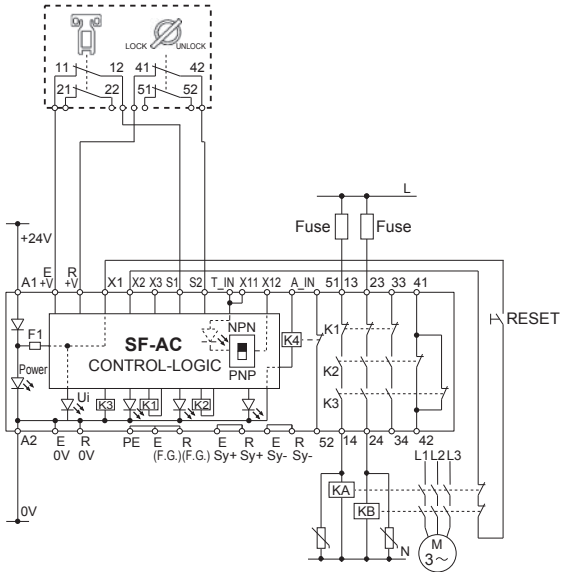 LOCK UNLOCK
11 12 41 42
21 22 51 52
L
Fuse Fuse
+24V
E R
A1 +V +V X1 X2 X3 S1 S2 T_IN X11 X12 A_IN 51 13 23 33 41
RESET
F1 SF-AC NPN K4 K1
CONTROL-LOGIC
Power PNP K2
Ui K3 K1 K2 K3
A2 E R PE E R E R E R 52 14 24 34 42
0V 0V (F.G.) (F.G.) Sy+ Sy+ Sy- Sy-
L1 L2 L3
KA
0V KB
N
M
3~